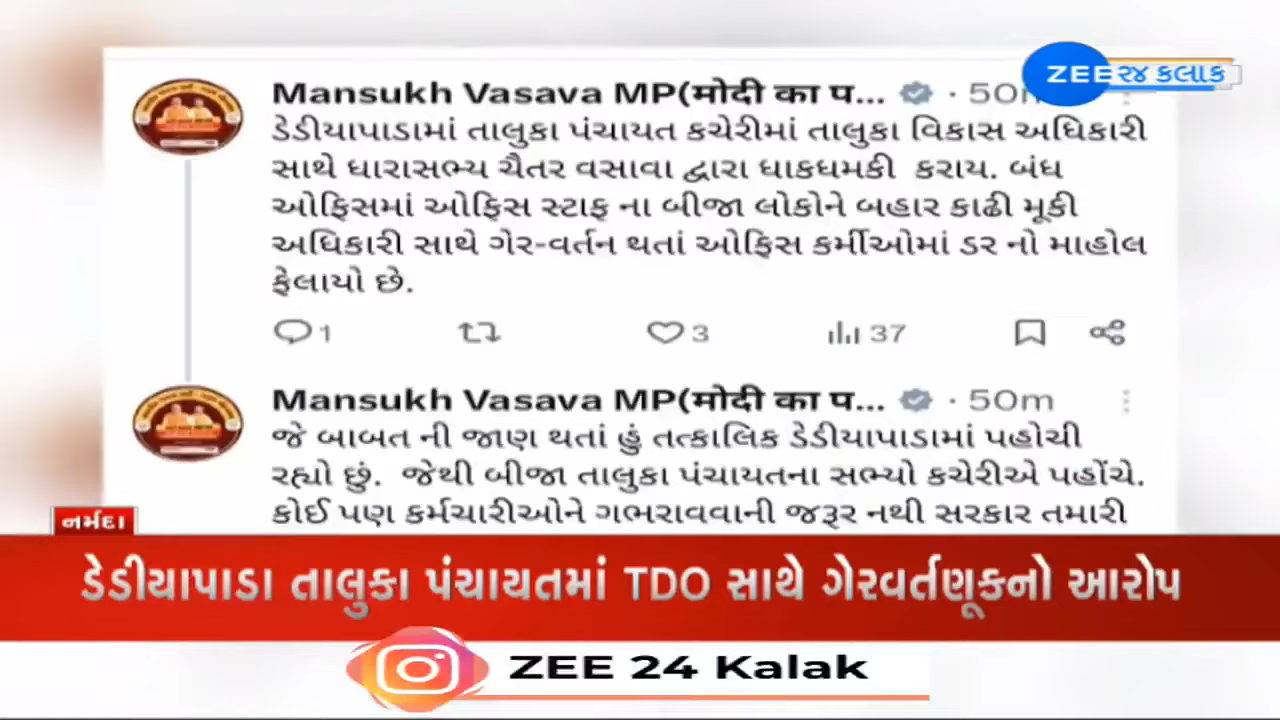 ZEE ૨૪ કલાક
Mansukh Vasava MP(मोदी का प... · 50m
ડેડીયાપાડામાં તાલુકા પંચાયત કચેરીમાં તાલુકા વિકાસ અધિકારી
સાથે ધારાસભ્ય ચૈતર વસાવા દ્વારા ધાકધમકી કરાય. બંધ
ઓફિસમાં ઓફિસ સ્ટાફ ના બીજા લોકોને બહાર કાઢી મૂકી
અધિકારી સાથે ગેર-વર્તન થતાં ઓફિસ કર્મીઓમાં ડર નો માહોલ
ફેલાયો છે.
1 3 37
Mansukh Vasava MP(मोदी का प... · 50m
જે બાબત ની જાણ થતાં હું તત્કાલિક ડેડીયાપાડામાં પહોચી
રહ્યો છું. જેથી બીજા તાલુકા પંચાયતના સભ્યો કચેરીએ પહોંચે.
કોઈ પણ કર્મચારીઓને ગભરાવવાની જરૂર નથી સરકાર તમારી
નર્મદા
ડેડીયાપાડા તાલુકા પંચાયતમાં TDO સાથે ગેરવર્તણૂકનો આરોપ
ZEE 24 Kalak